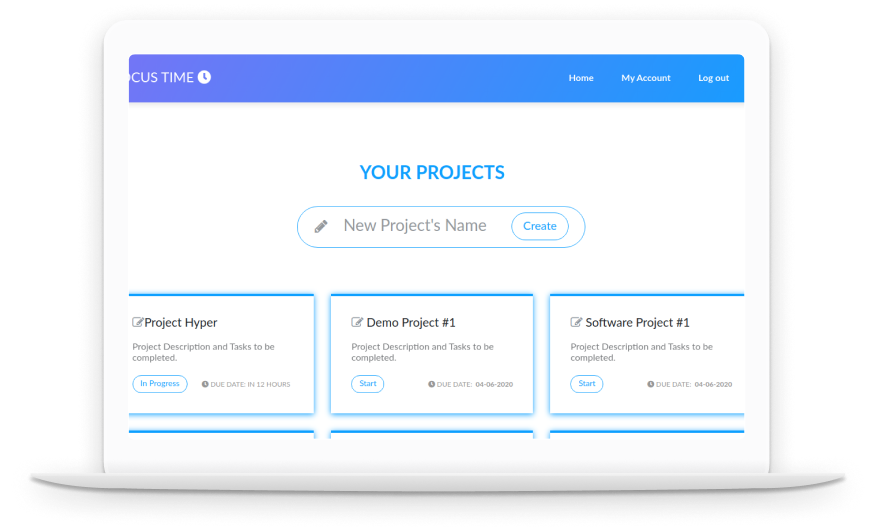 OCUS TIME
Home My Account Log out
YOUR PROJECTS
New Project's Name Create
Project Hyper
Project Description and Tasks to be
completed.
In Progress DUE DATE: IN 12 HOURS
Demo Project #1
Project Description and Tasks to be
completed.
Start DUE DATE: 04-06-2020
Software Project #1
Project Description and Tasks to be
completed.
Start DUE DATE: 04-06-2020